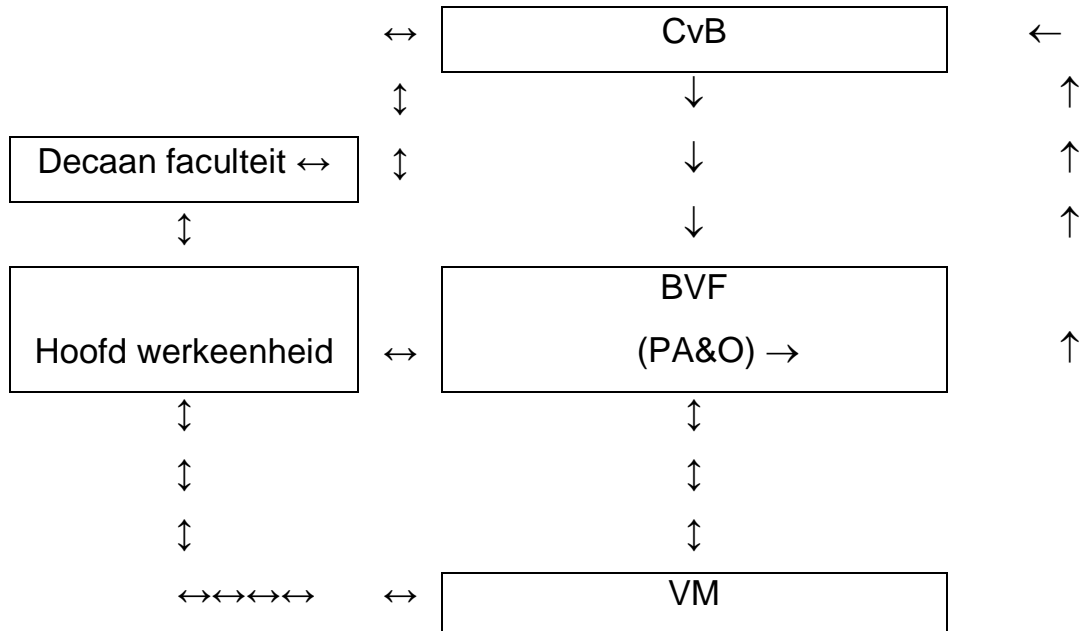 ↔ CvB ←
↕ ↓ ↑
Decaan faculteit ↔ ↕ ↓ ↑
↕ ↓ ↑
BVF
Hoofd werkeenheid ↔ (PA&O) → ↑
↕ ↕
↕ ↕
↕ ↕
↔↔↔↔ ↔ VM